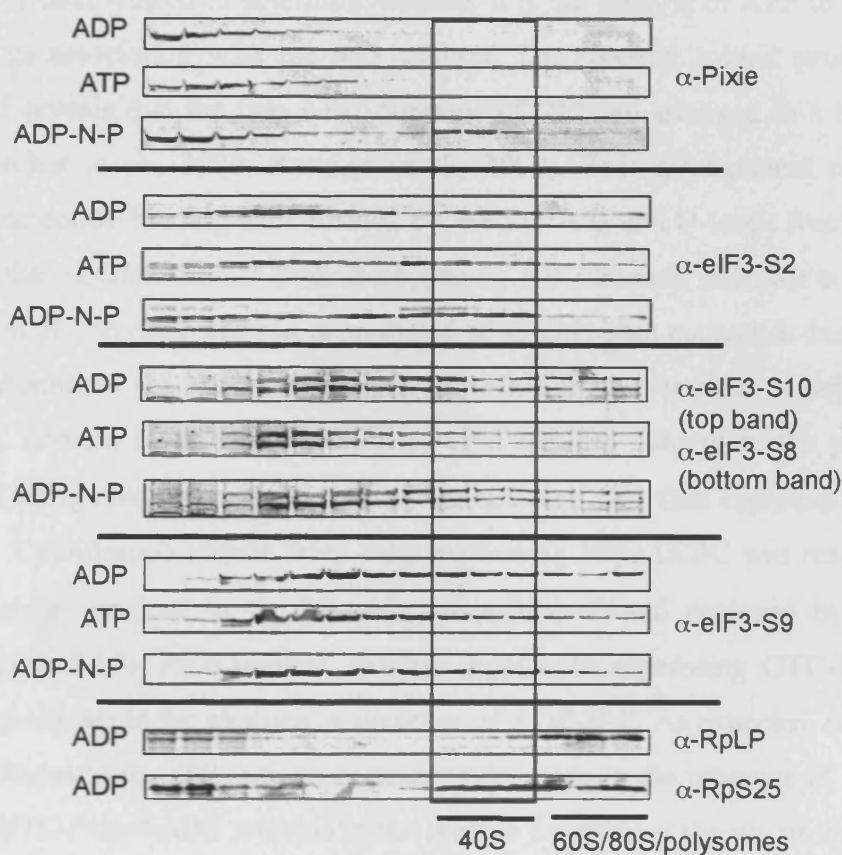 ADP
ATP
α-Pixie
ADP-N-P
ADP
ATP
α-eIF3-S2
ADP-N-P
ADP
α-eIF3-S10
(top band)
ATP
α-eIF3-S8
(bottom band)
ADP-N-P
ADP
ATP
α-eIF3-S9
ADP-N-P
ADP
α-RpLP
ADP
α-RpS25
40S
60S/80S/polysomes